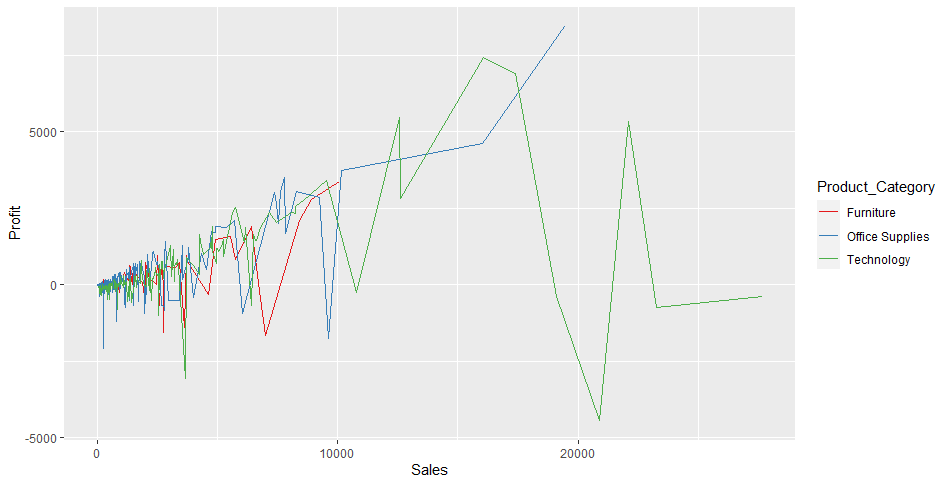 5000
0
-5000
Profit
0
10000
20000
Sales
Product_Category
Furniture
Office Supplies
Technology